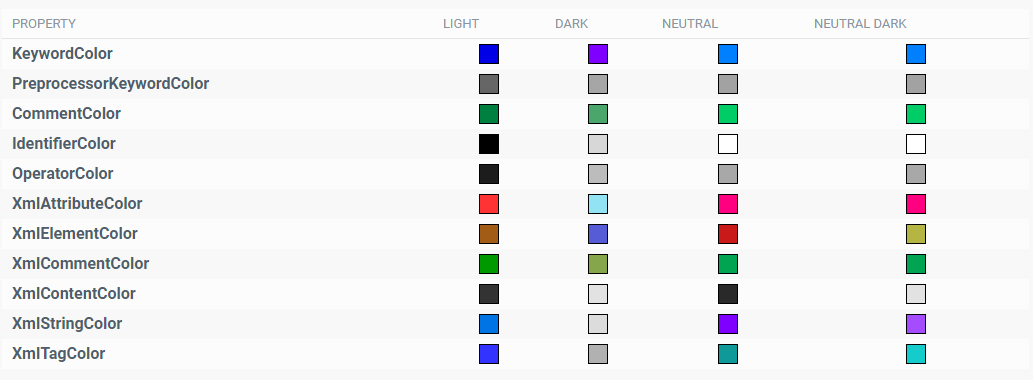 PROPERTY LIGHT DARK NEUTRAL NEUTRAL DARK
KeywordColor
PreprocessorKeywordColor
CommentColor
IdentifierColor
OperatorColor
XmlAttributeColor
XmlElementColor
XmlCommentColor
XmlContentColor
XmlStringColor
XmlTagColor